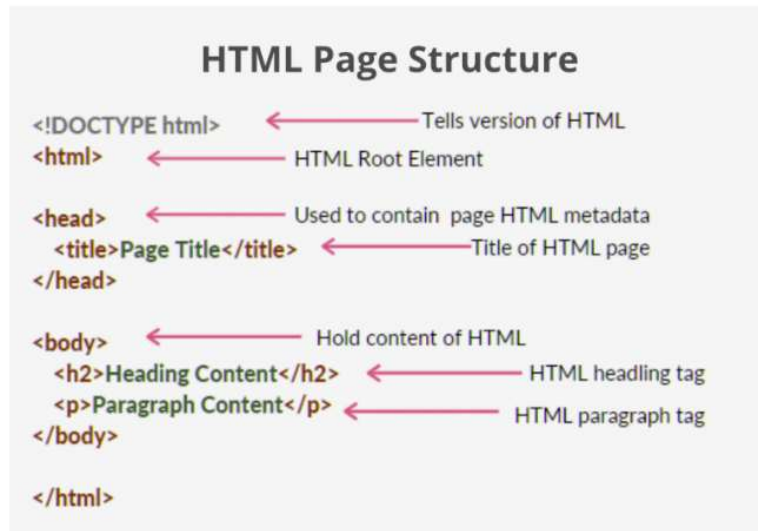 HTML Page Structure
<!DOCTYPE html> Tells version of HTML
<html> HTML Root Element
<head> Used to contain page HTML metadata
<title>Page Title</title> Title of HTML page
</head>
<body> Hold content of HTML
<h2>Heading Content</h2> HTML headling tag
<p>Paragraph Content</p> HTML paragraph tag
</body>
</html>